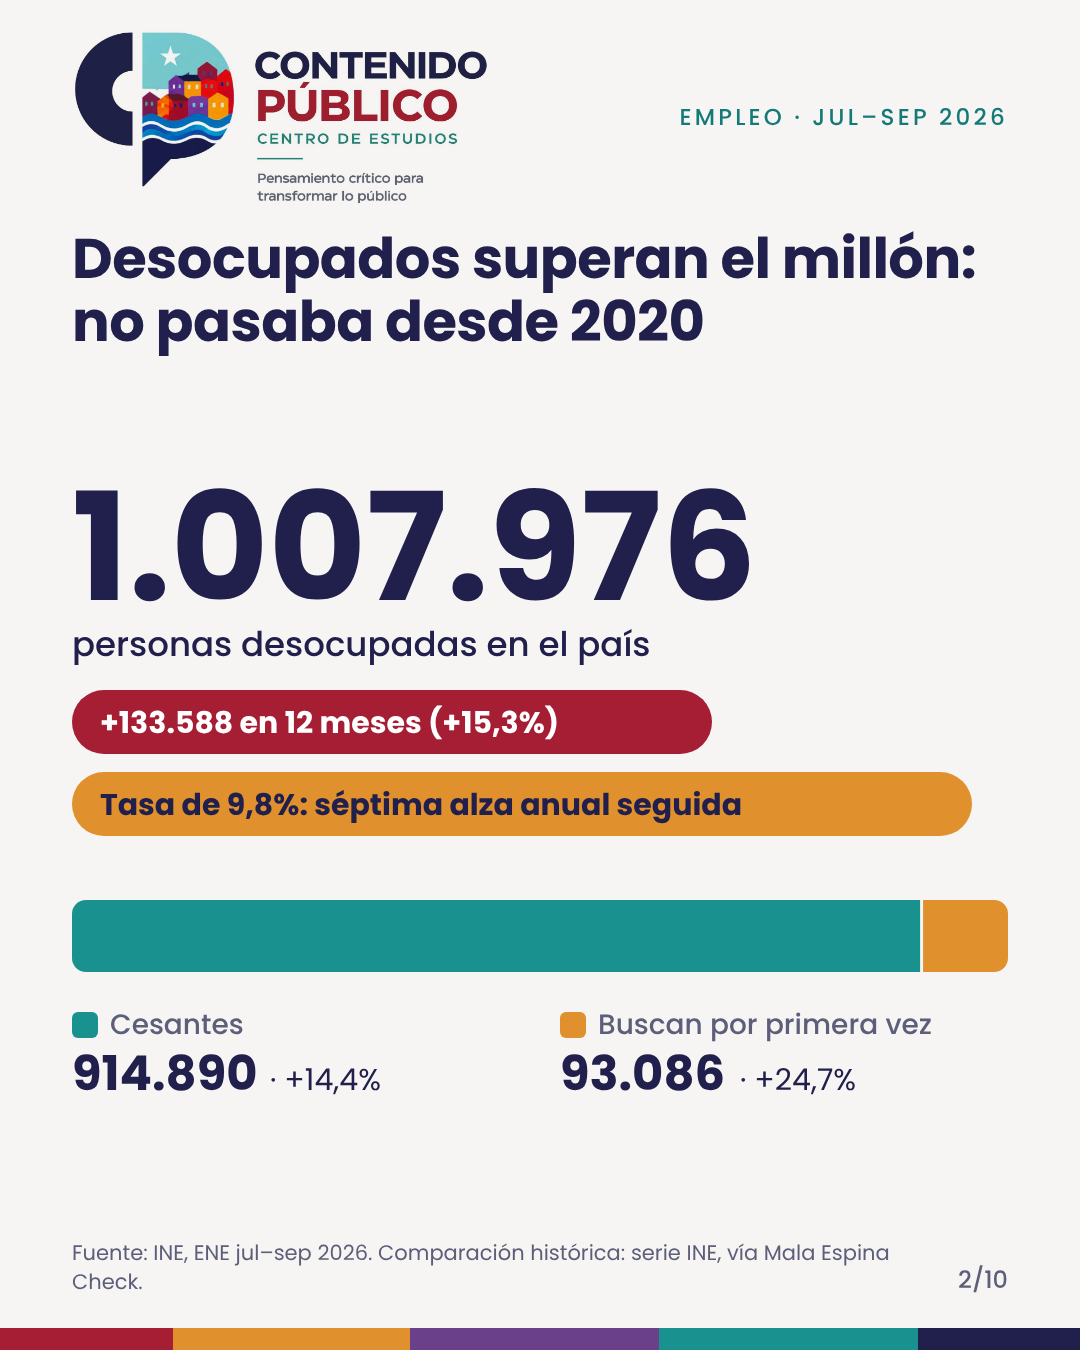 CONTENIDO
PÚBLICO
CENTRO DE ESTUDIOS
Pensamiento crítico para
transformar lo público
EMPLEO · JUL–SEP 2026
Desocupados superan el millón:
no pasaba desde 2020
1.007.976
personas desocupadas en el país
+133.588 en 12 meses (+15,3%)
Tasa de 9,8%: séptima alza anual seguida
Cesantes
914.890 · +14,4%
Buscan por primera vez
93.086 · +24,7%
Fuente: INE, ENE jul–sep 2026. Comparación histórica: serie INE, vía Mala Espina
Check.
2/10